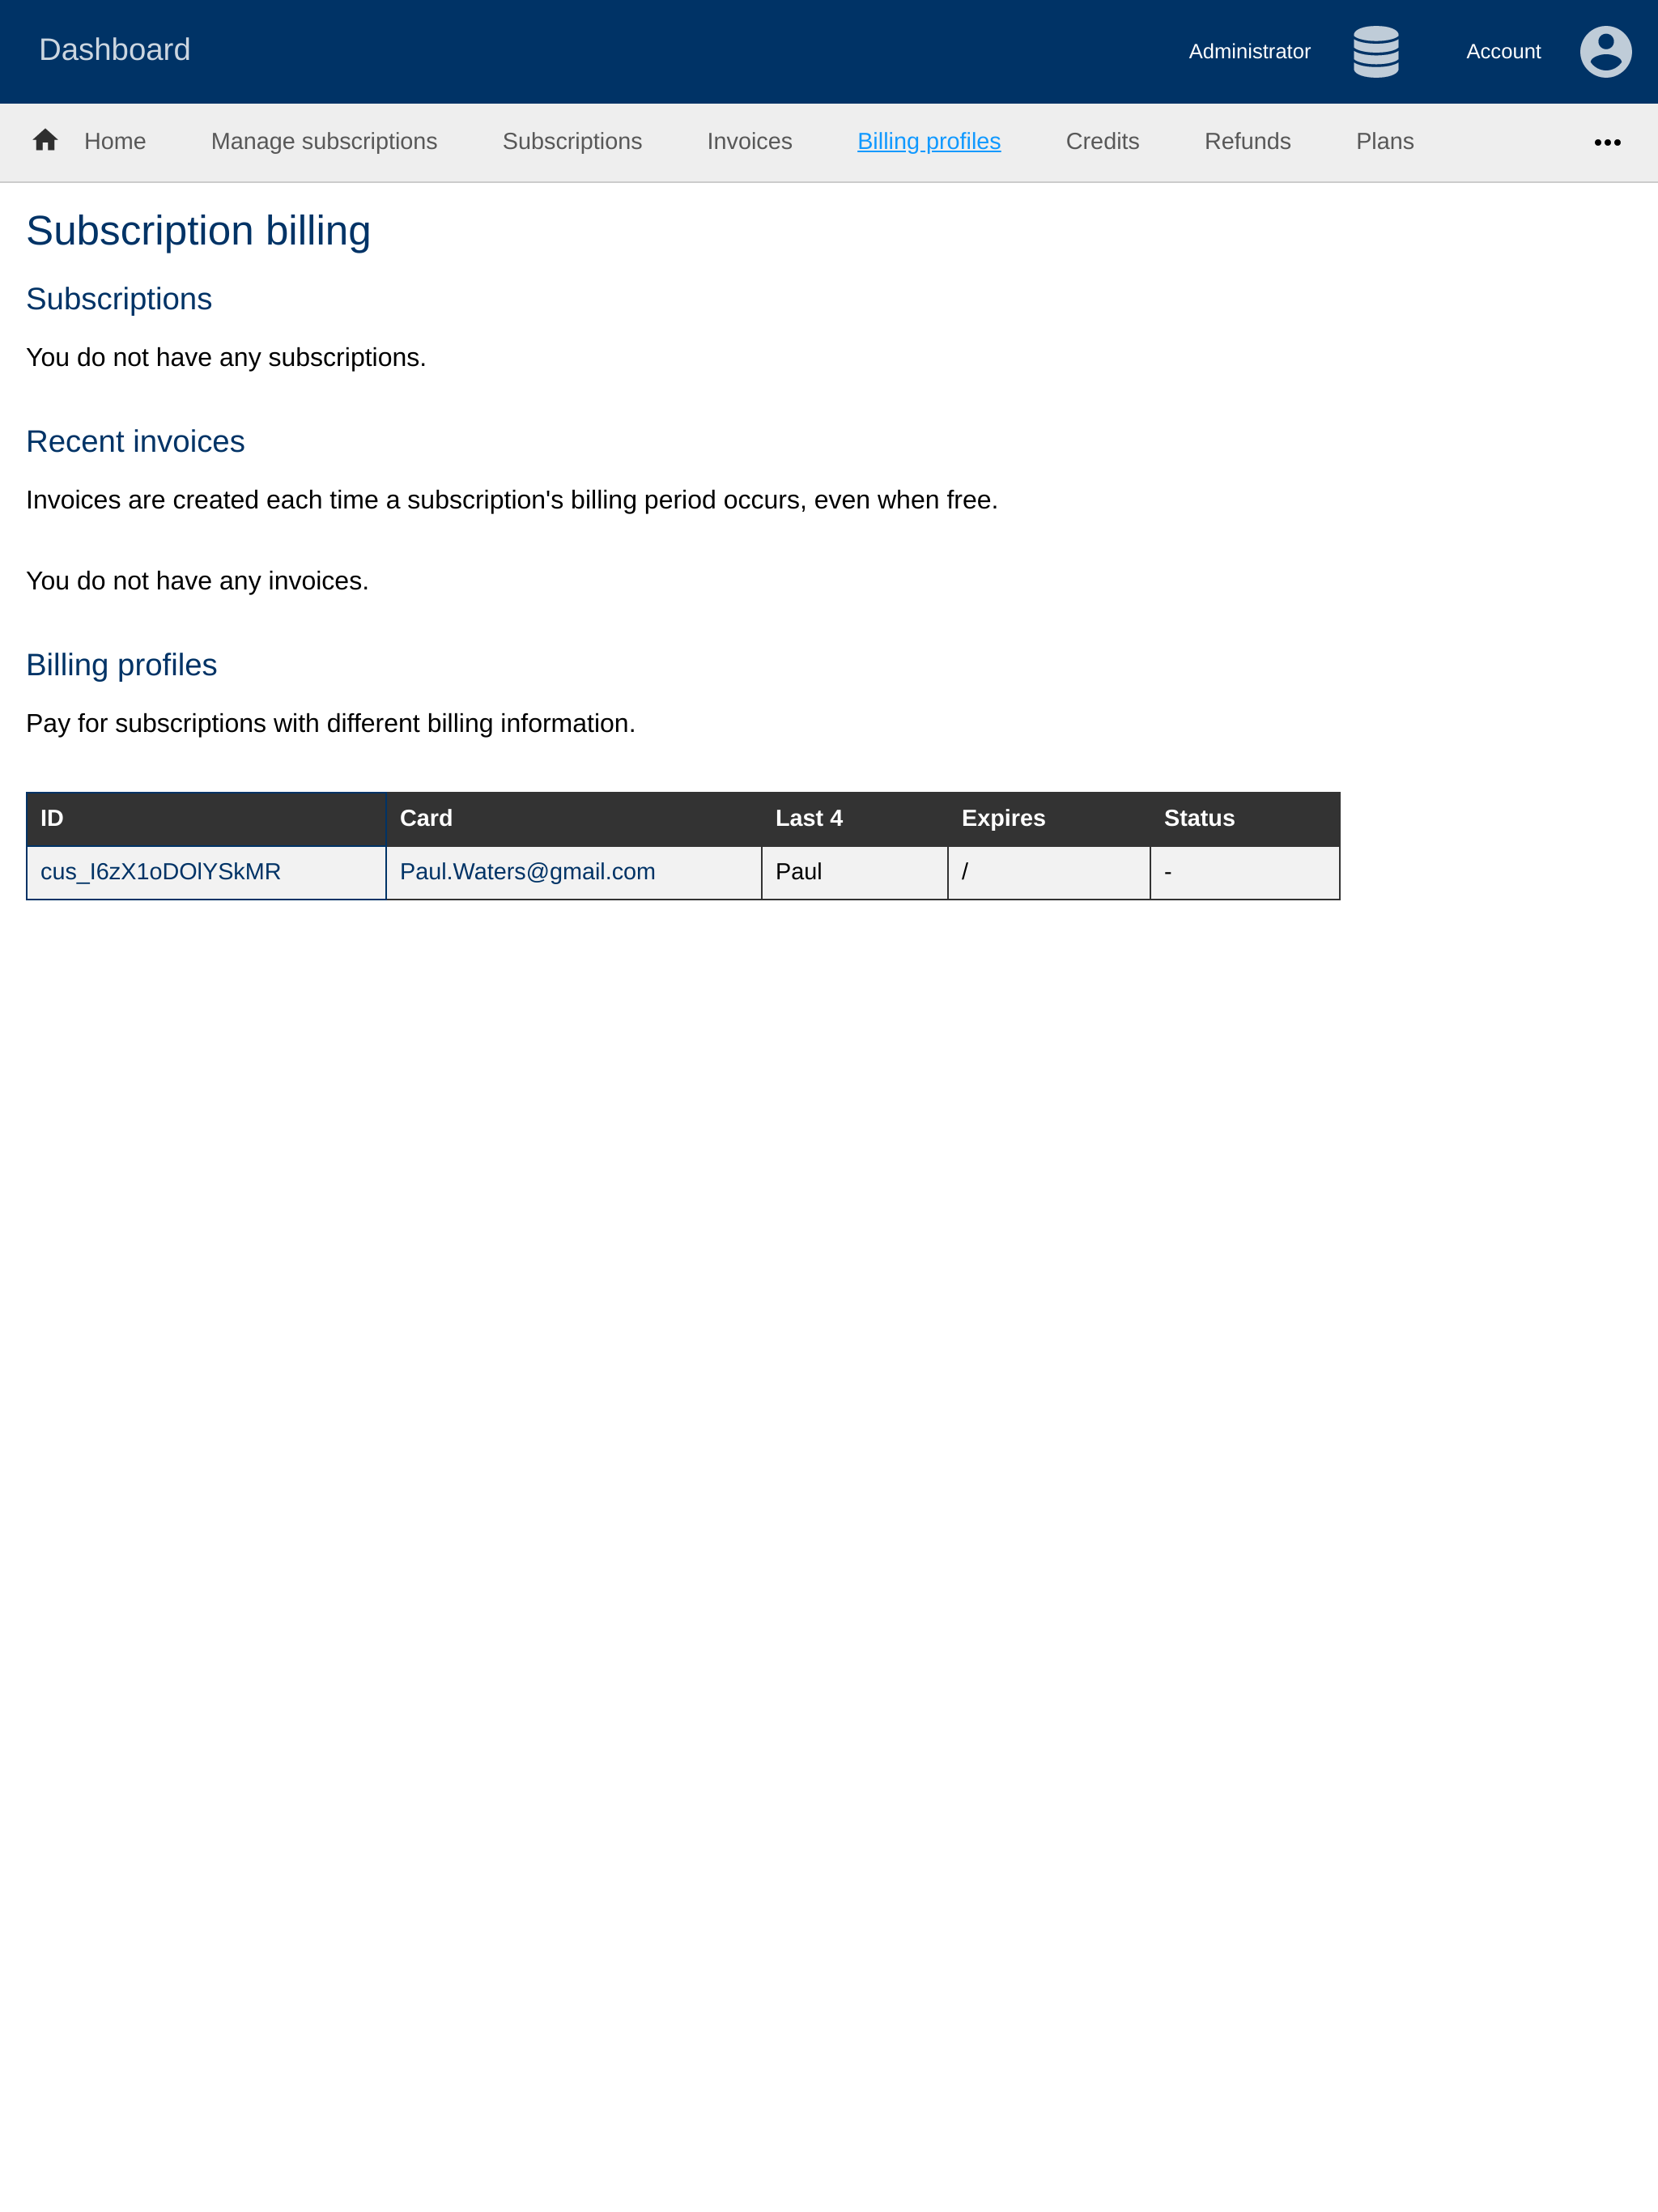 Dashboard Administrator Account
Home Manage subscriptions Subscriptions Invoices Billing profiles Credits Refunds Plans •••
Subscription billing
Subscriptions
You do not have any subscriptions.
Recent invoices
Invoices are created each time a subscription's billing period occurs, even when free.
You do not have any invoices.
Billing profiles
Pay for subscriptions with different billing information.
ID Card Last 4 Expires Status
cus_I6zX1oDOlYSkMR Paul.Waters@gmail.com Paul / -